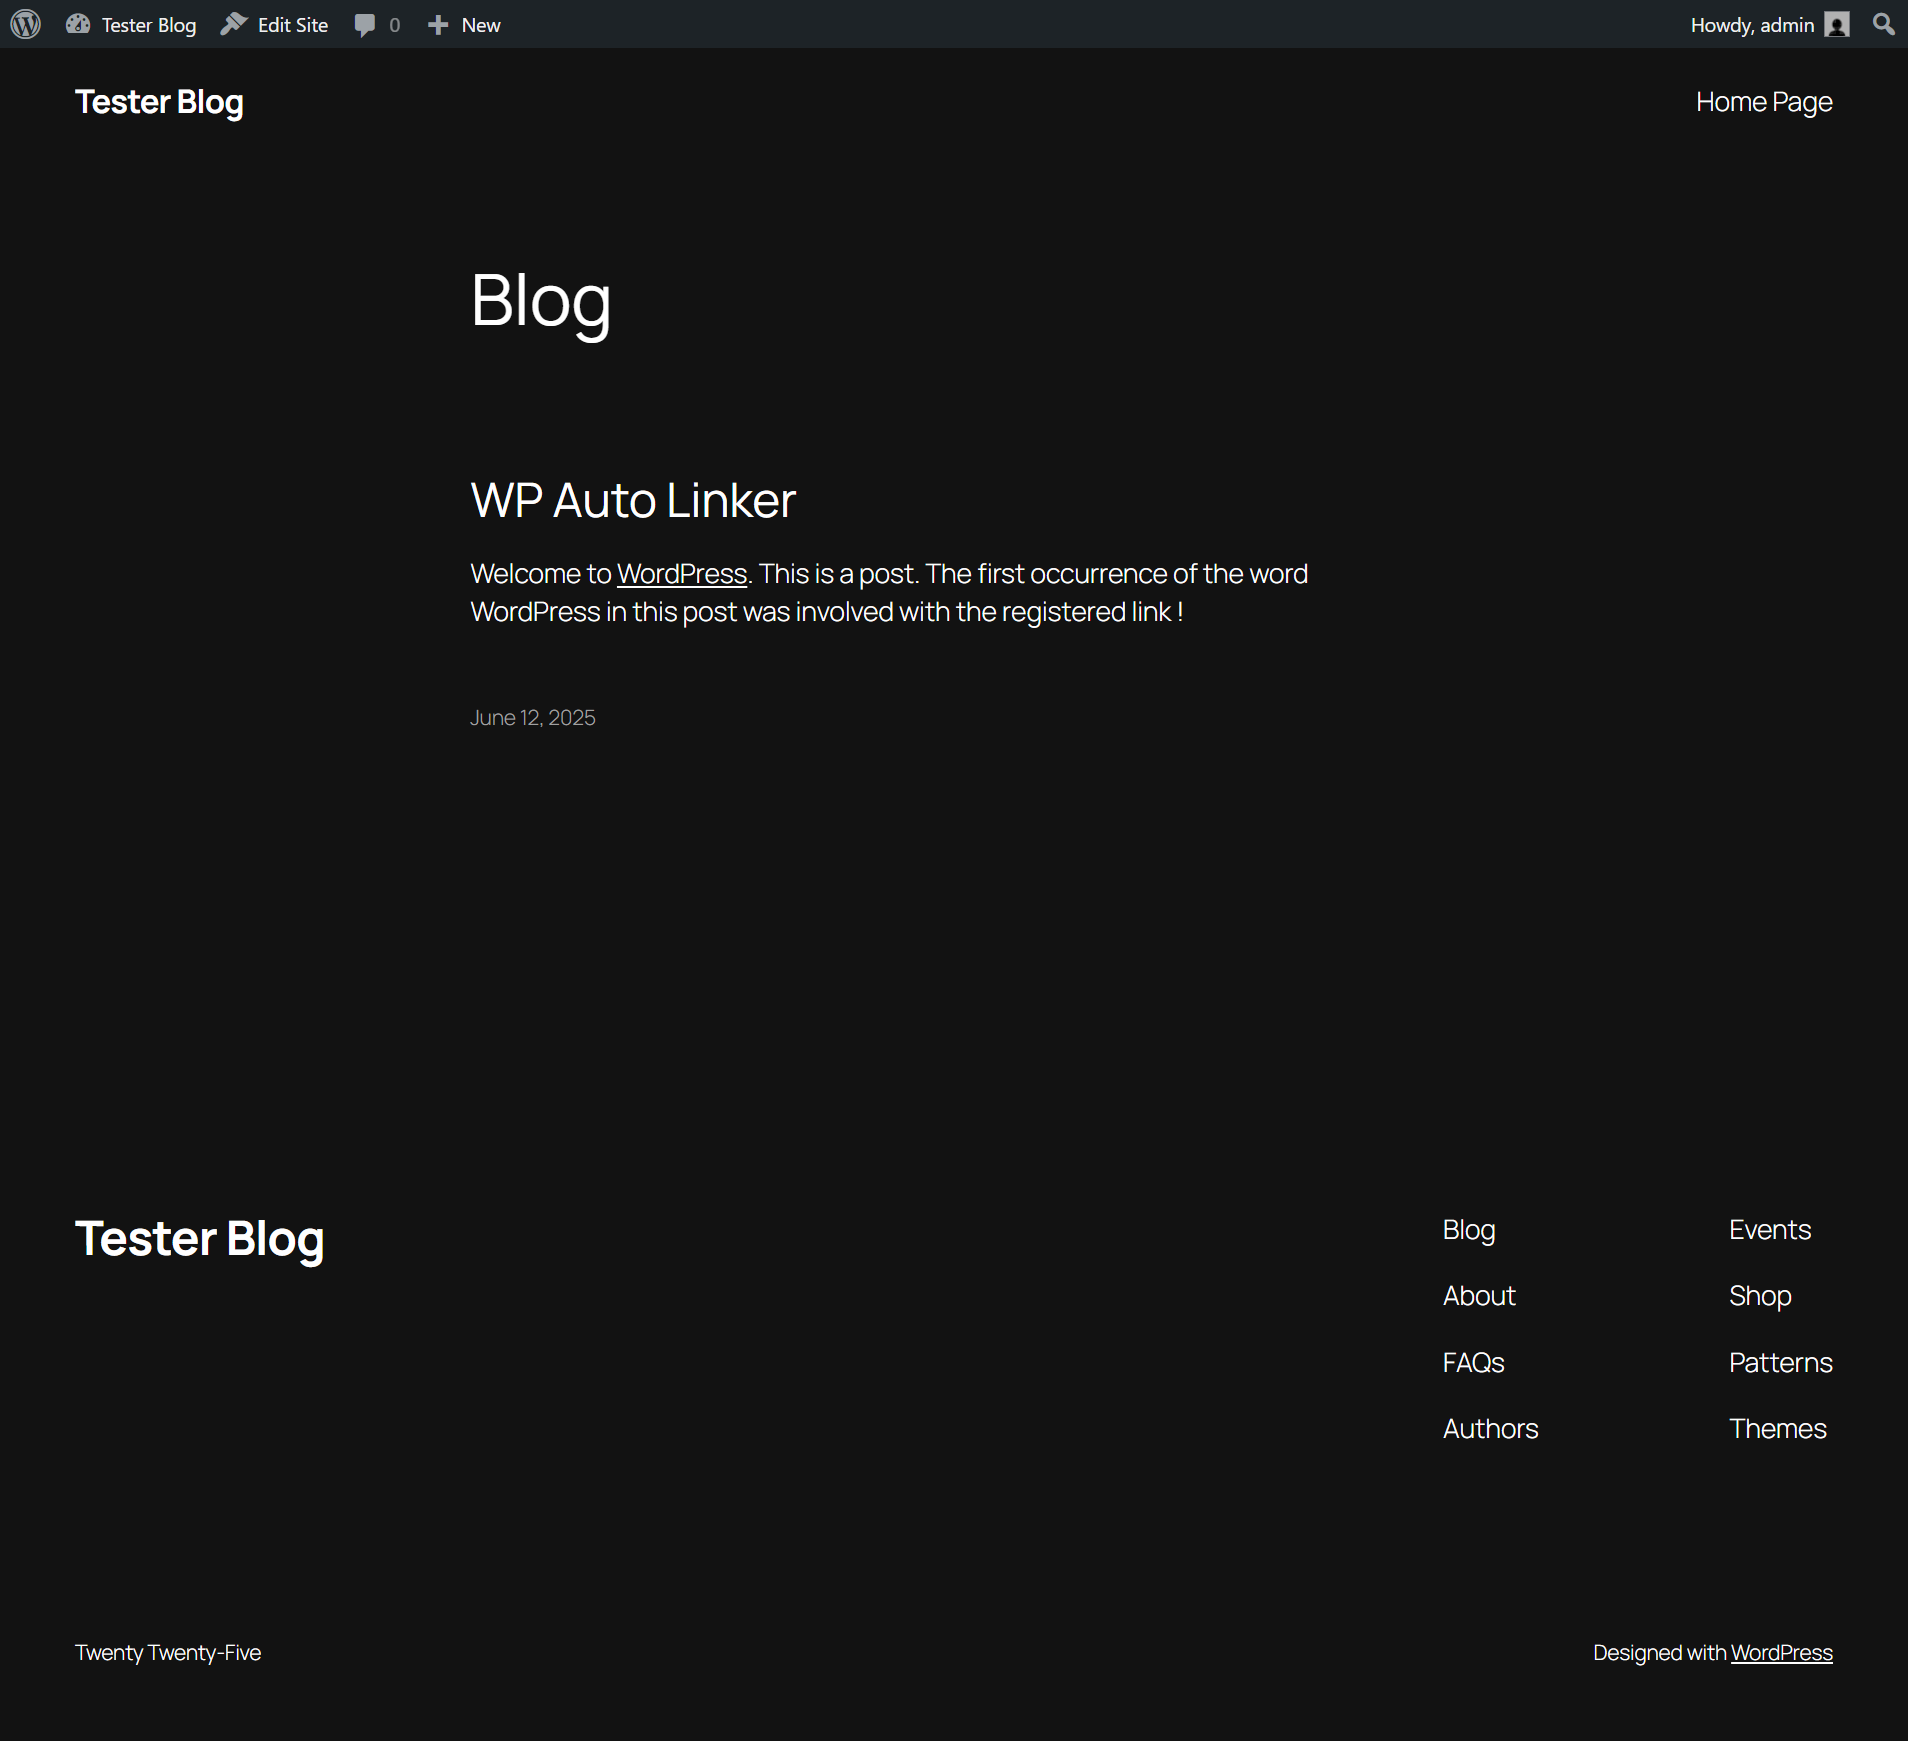 Tester Blog Edit Site 0 New Howdy, admin
Tester Blog Home Page
Blog
WP Auto Linker
Welcome to WordPress. This is a post. The first occurrence of the word
WordPress in this post was involved with the registered link !
June 12, 2025
Tester Blog
Blog
About
FAQs
Authors
Events
Shop
Patterns
Themes
Twenty Twenty-Five
Designed with WordPress